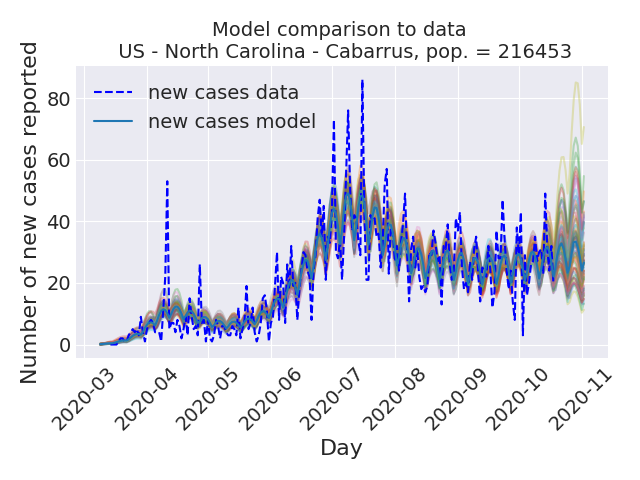 Model comparison to data
US - North Carolina - Cabarrus, pop. = 216453
Number of new cases reported
80
60
40
20
0
new cases data
new cases model
2020-03
2020-04
2020-05
2020-06
2020-07
2020-08
2020-09
2020-10
2020-11
Day